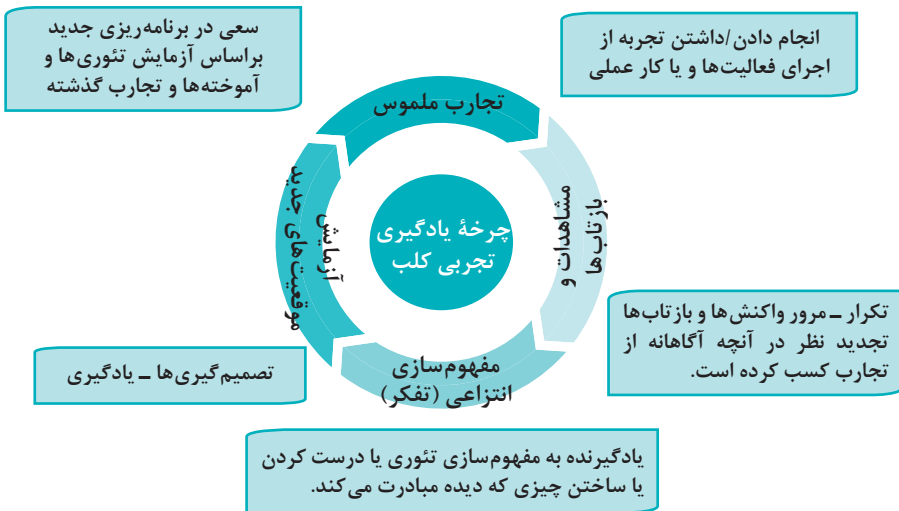 انجام دادن/داشتن تجربه از
اجرای فعالیت‌ها و یا کار عملی
سعی در برنامه‌ریزی جدید
براساس آزمایش تئوری‌ها و
آموخته‌ها و تجارب گذشته
تجارب ملموس
مشاهدات و
بازتاب‌ها
چرخهٔ یادگیری
تجربی کلب
آزمایش
موقعیت‌های جدید
تکرار ـ مرور واکنش‌ها و بازتاب‌ها
تجدید نظر در آنچه آگاهانه از
تجارب کسب کرده است.
مفهوم‌سازی
انتزاعی (تفکر)
تصمیم‌گیری‌ها ـ یادگیری
یادگیرنده به مفهوم‌سازی تئوری یا درست کردن
یا ساختن چیزی که دیده مبادرت می‌کند.